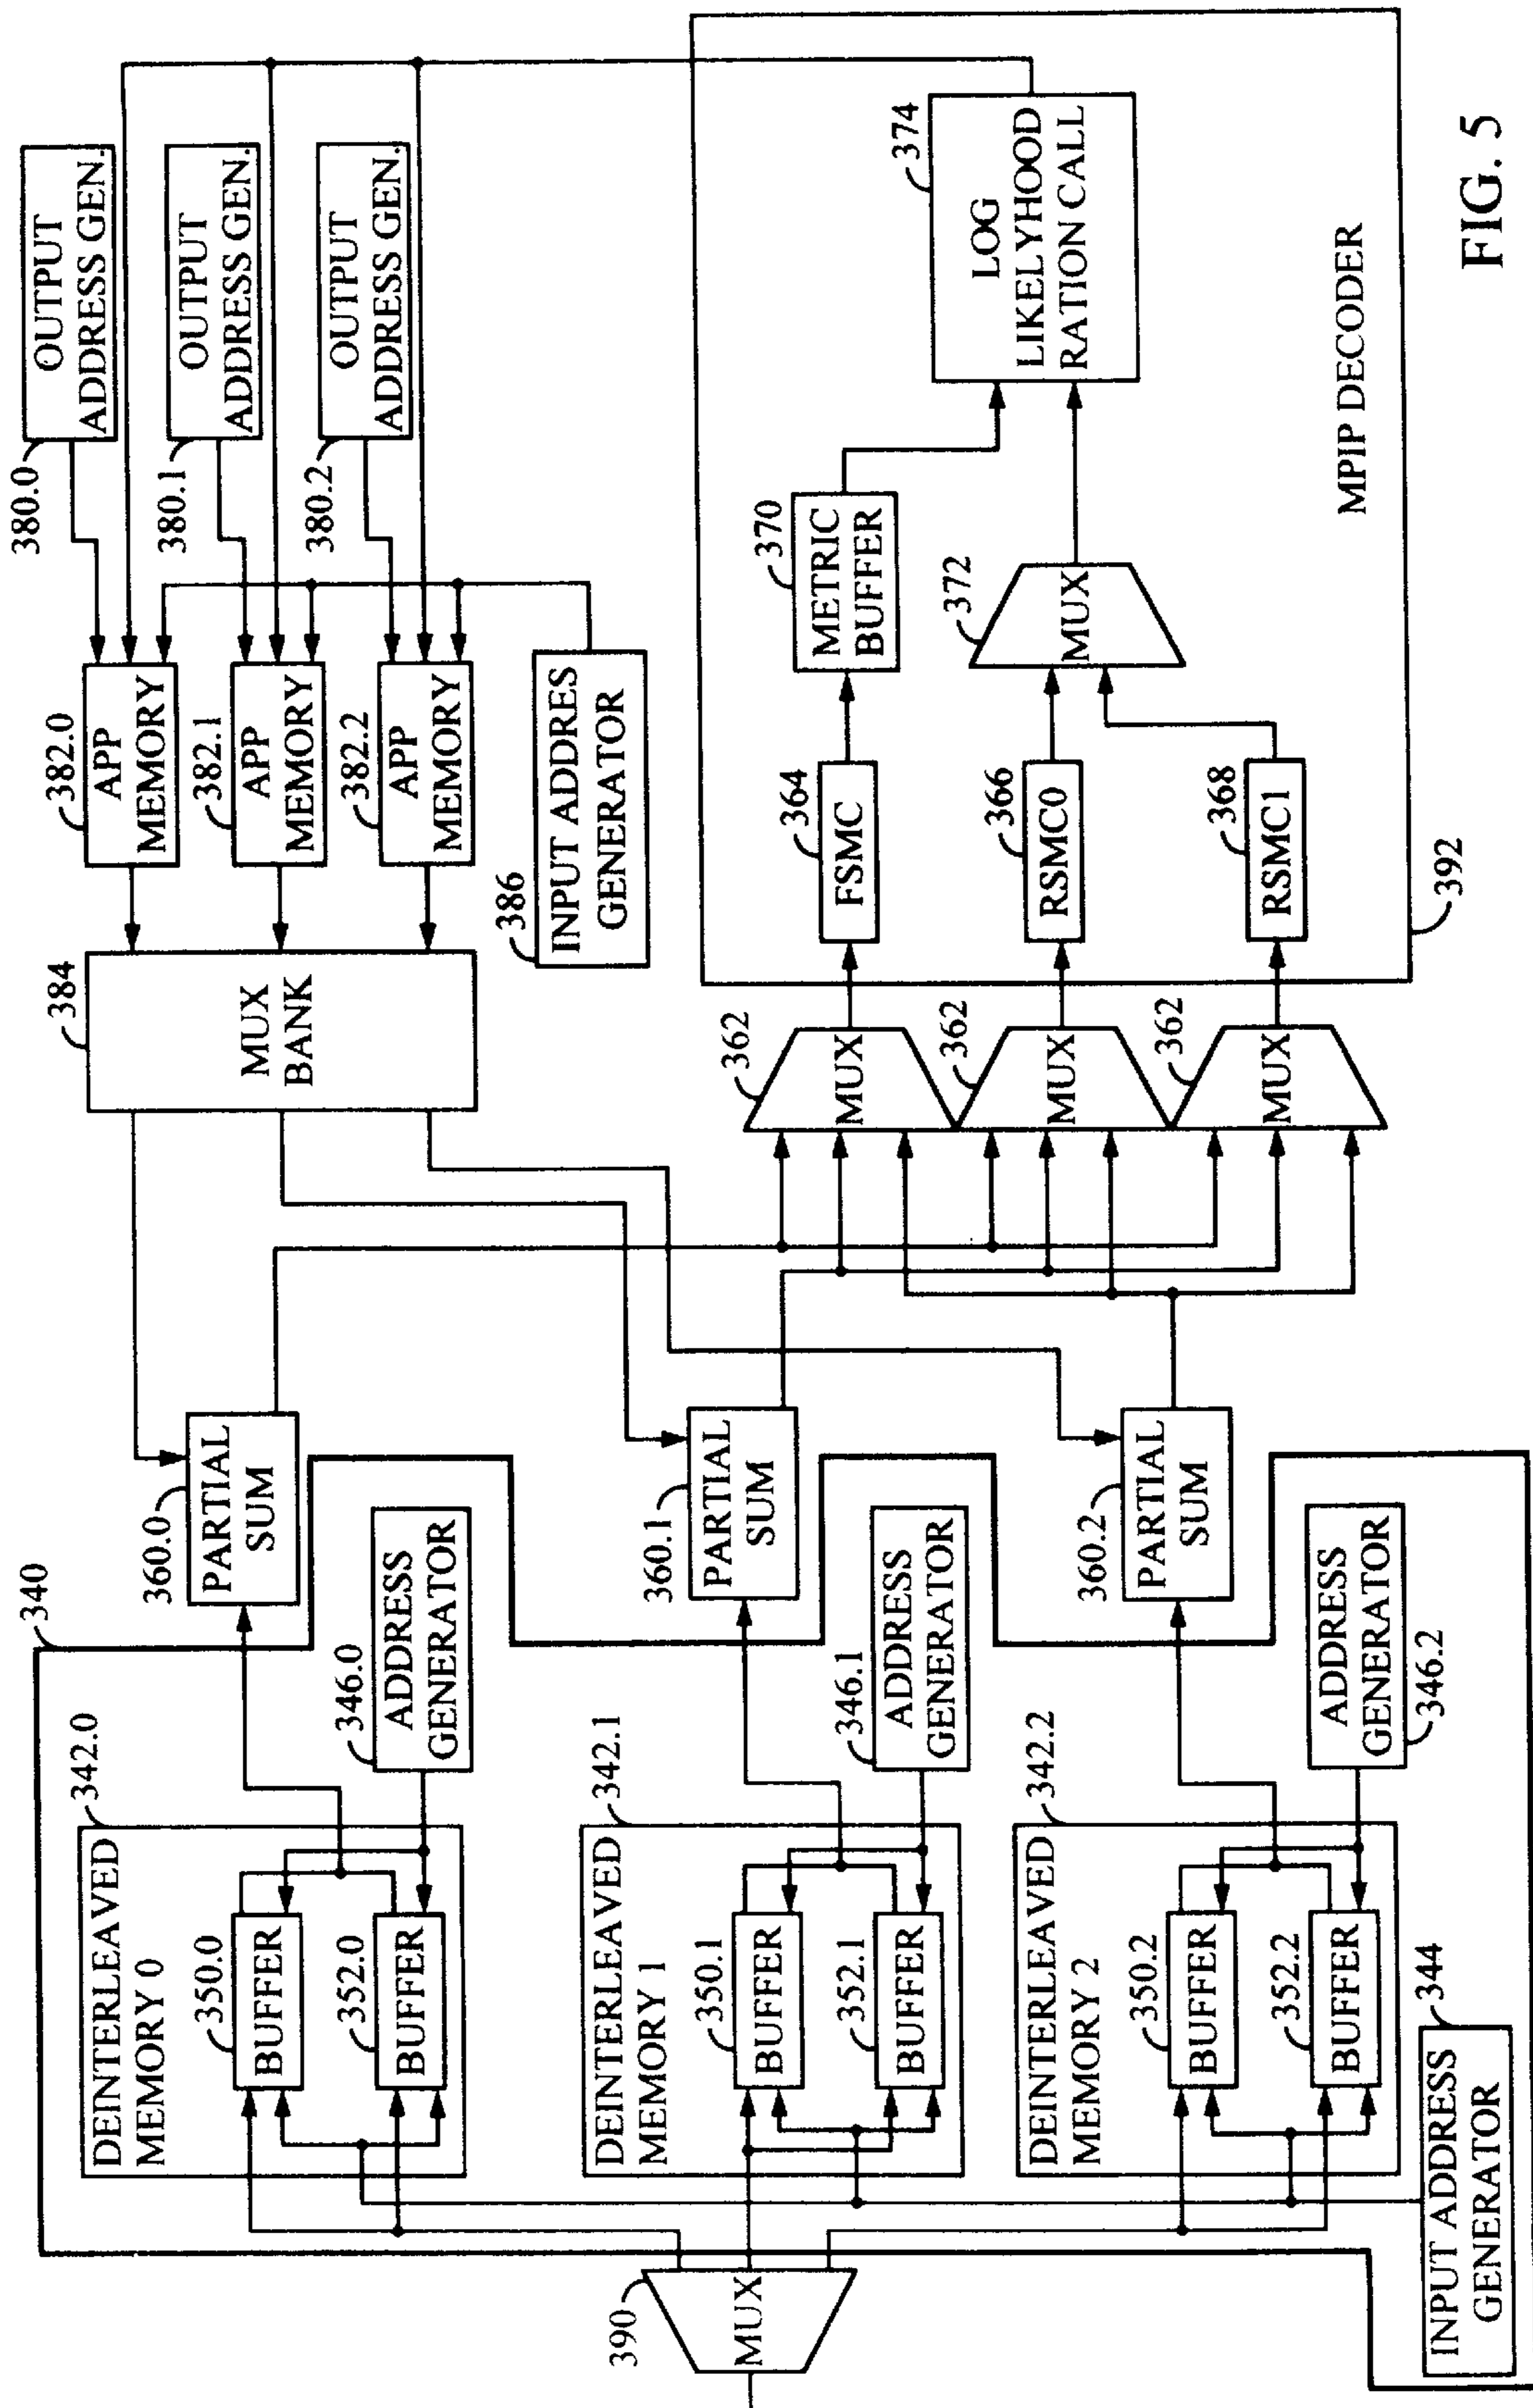 340
342.0
DEINTERLEAVED
MEMORY 0
350.0
BUFFER
352.0
BUFFER
346.0
ADDRESS
GENERATOR
360.0
PARTIAL
SUM
384
MUX
BANK
382.0
APP
MEMORY
382.1
APP
MEMORY
382.2
APP
MEMORY
386
INPUT ADDRES
GENERATOR
380.0
OUTPUT
ADDRESS GEN.
380.1
OUTPUT
ADDRESS GEN.
380.2
OUTPUT
ADDRESS GEN.
390
MUX
342.1
DEINTERLEAVED
MEMORY 1
350.1
BUFFER
352.1
BUFFER
346.1
ADDRESS
GENERATOR
360.1
PARTIAL
SUM
342.2
DEINTERLEAVED
MEMORY 2
350.2
BUFFER
352.2
BUFFER
346.2
ADDRESS
GENERATOR
360.2
PARTIAL
SUM
344
INPUT ADDRESS
GENERATOR
362
MUX
362
MUX
362
MUX
364
FSMC
366
RSMC0
368
RSMC1
370
METRIC
BUFFER
372
MUX
374
LOG
LIKELYHOOD
RATION CALL
MPIP DECODER
392
FIG. 5